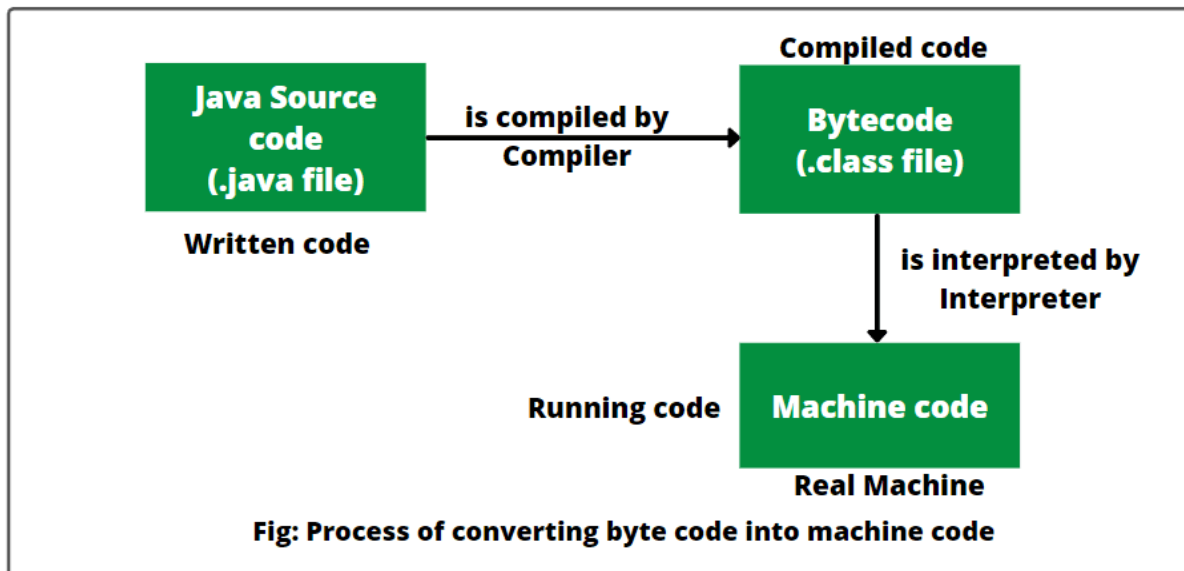 Compiled code
Java Source
code
(.java file)
is compiled by
Compiler
Bytecode
(.class file)
Written code
is interpreted by
Interpreter
Running code
Machine code
Real Machine
Fig: Process of converting byte code into machine code